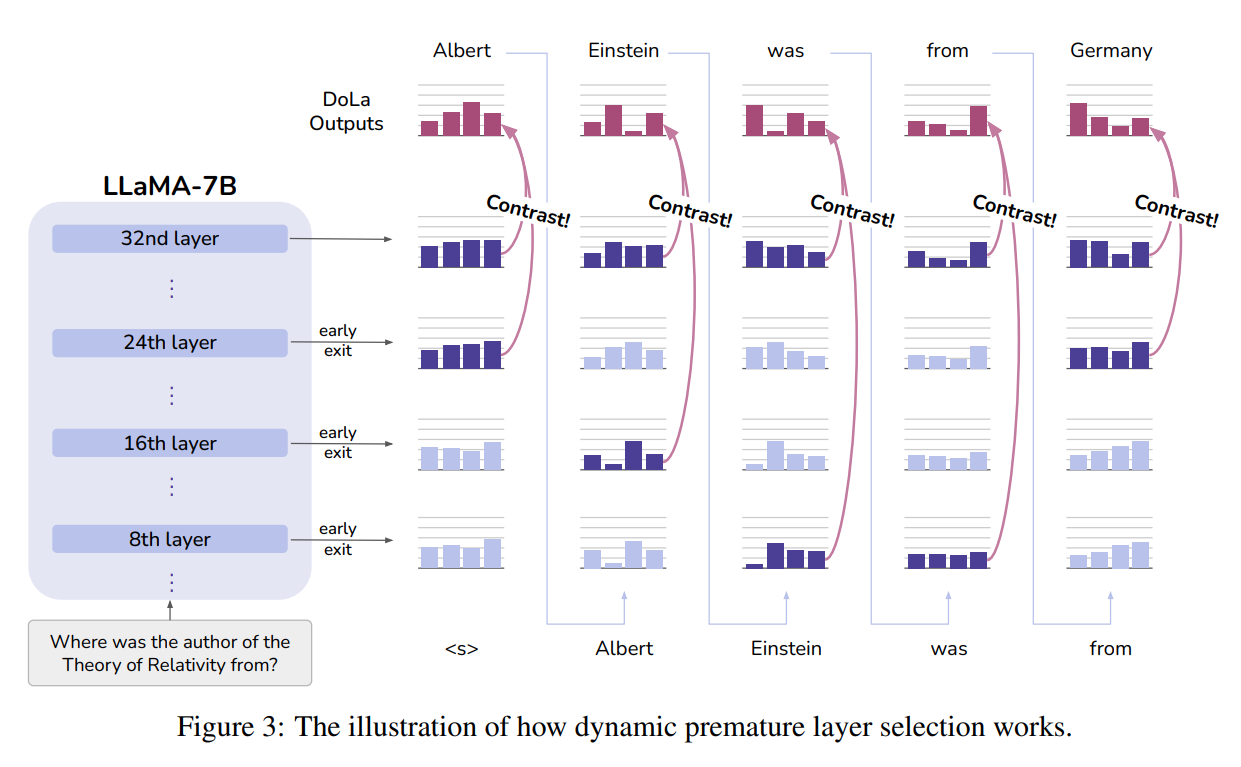 Albert Einstein was from Germany
DoLa
Outputs
LLaMA-7B
Contrast! Contrast! Contrast! Contrast! Contrast!
32nd layer
⋮
24th layer
early
exit
⋮
16th layer
early
exit
⋮
8th layer
early
exit
⋮
Where was the author of the
Theory of Relativity from?
<s> Albert Einstein was from
Figure 3: The illustration of how dynamic premature layer selection works.